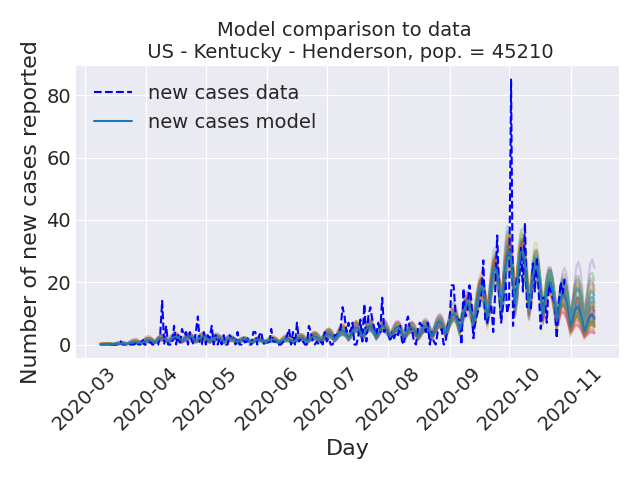 Model comparison to data
US - Kentucky - Henderson, pop. = 45210
Number of new cases reported
80
60
40
20
0
new cases data
new cases model
2020-03
2020-04
2020-05
2020-06
2020-07
2020-08
2020-09
2020-10
2020-11
Day